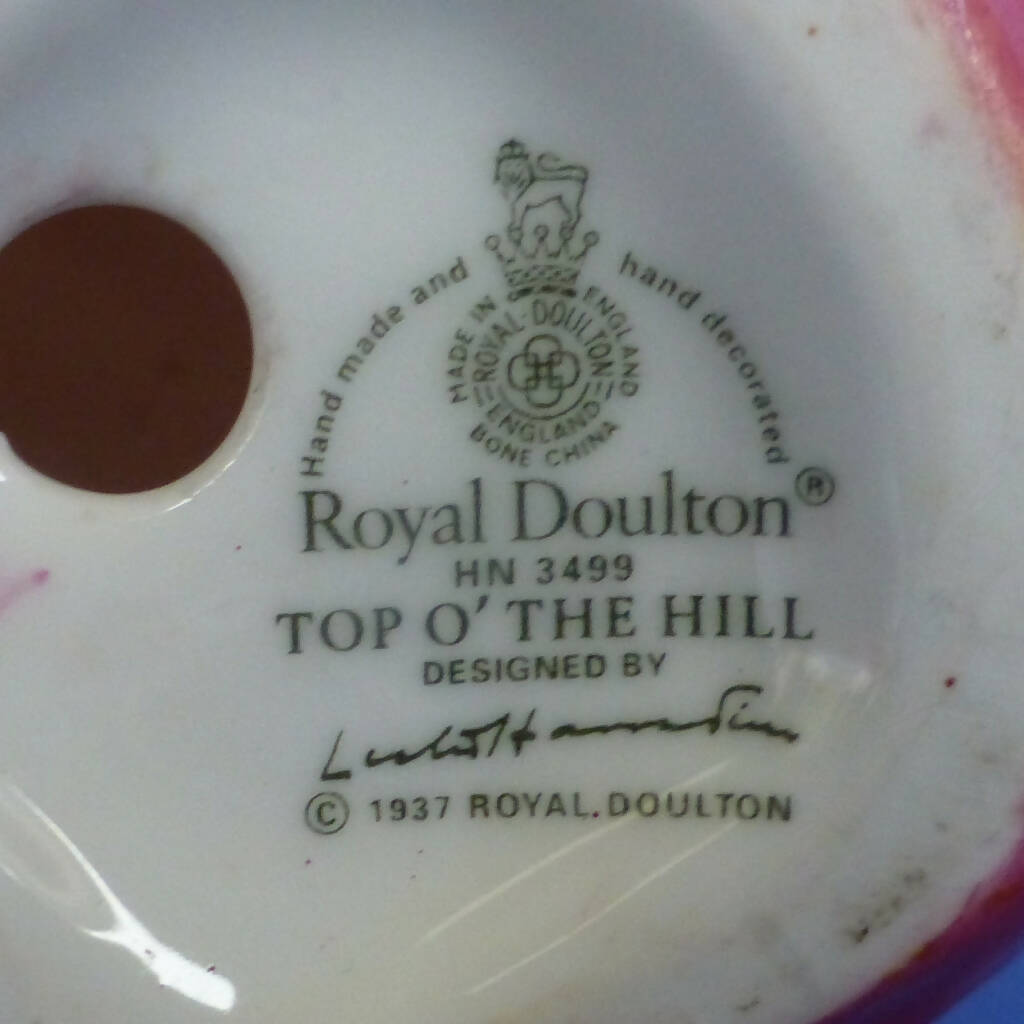 Hand made and hand decorated
MADE IN ENGLAND
ROYAL·DOULTON
ENGLAND
BONE CHINA
Royal Doulton®
HN 3499
TOP O' THE HILL
DESIGNED BY
© 1937 ROYAL DOULTON